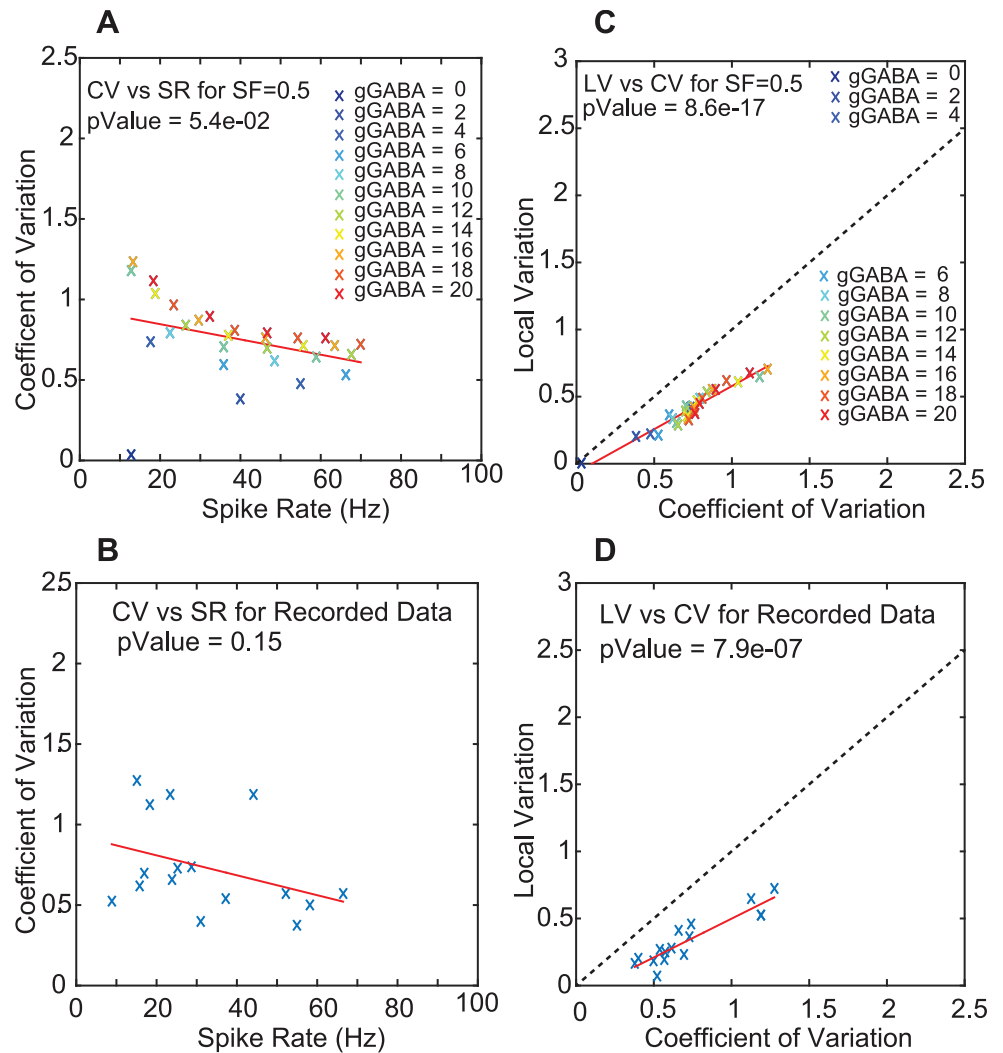 A
2.5
2
1.5
1
0.5
0
0
20
40
60
80
100
Coefficent of Variation
Spike Rate (Hz)
CV vs SR for SF=0.5
pValue = 5.4e-02
gGABA = 0
gGABA = 2
gGABA = 4
gGABA = 6
gGABA = 8
gGABA = 10
gGABA = 12
gGABA = 14
gGABA = 16
gGABA = 18
gGABA = 20
C
3
2.5
2
1.5
1
0.5
0
0.5
1
1.5
2
2.5
Local Variation
Coefficient of Variation
LV vs CV for SF=0.5
pValue = 8.6e-17
gGABA = 0
gGABA = 2
gGABA = 4
gGABA = 6
gGABA = 8
gGABA = 10
gGABA = 12
gGABA = 14
gGABA = 16
gGABA = 18
gGABA = 20
B
25
2
1.5
1
0.5
0
0
20
40
60
80
100
Coefficient of Variation
Spike Rate (Hz)
CV vs SR for Recorded Data
pValue = 0.15
D
3
2.5
2
1.5
1
0.5
0
0
0.5
1
1.5
2
2.5
Local Variation
Coefficient of Variation
LV vs CV for Recorded Data
pValue = 7.9e-07